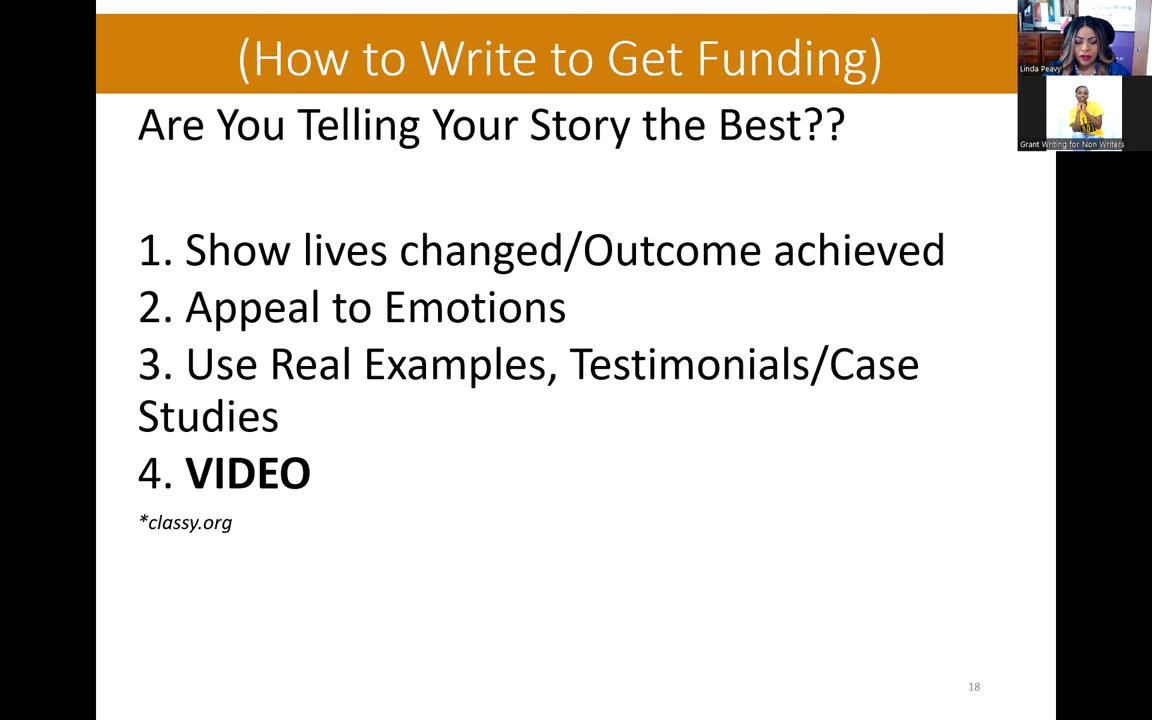 (How to Write to Get Funding)
Are You Telling Your Story the Best??
1. Show lives changed/Outcome achieved
2. Appeal to Emotions
3. Use Real Examples, Testimonials/Case
Studies
4. VIDEO
*classy.org
18
Linda Peavy
Grant Writing for Non Writers